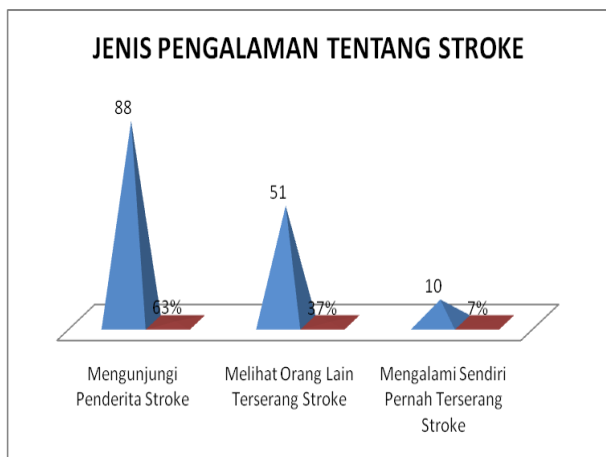 JENIS PENGALAMAN TENTANG STROKE
88
51
10
63%
37%
7%
Mengunjungi
Penderita Stroke
Melihat Orang Lain
Terserang Stroke
Mengalami Sendiri
Pernah Terserang
Stroke